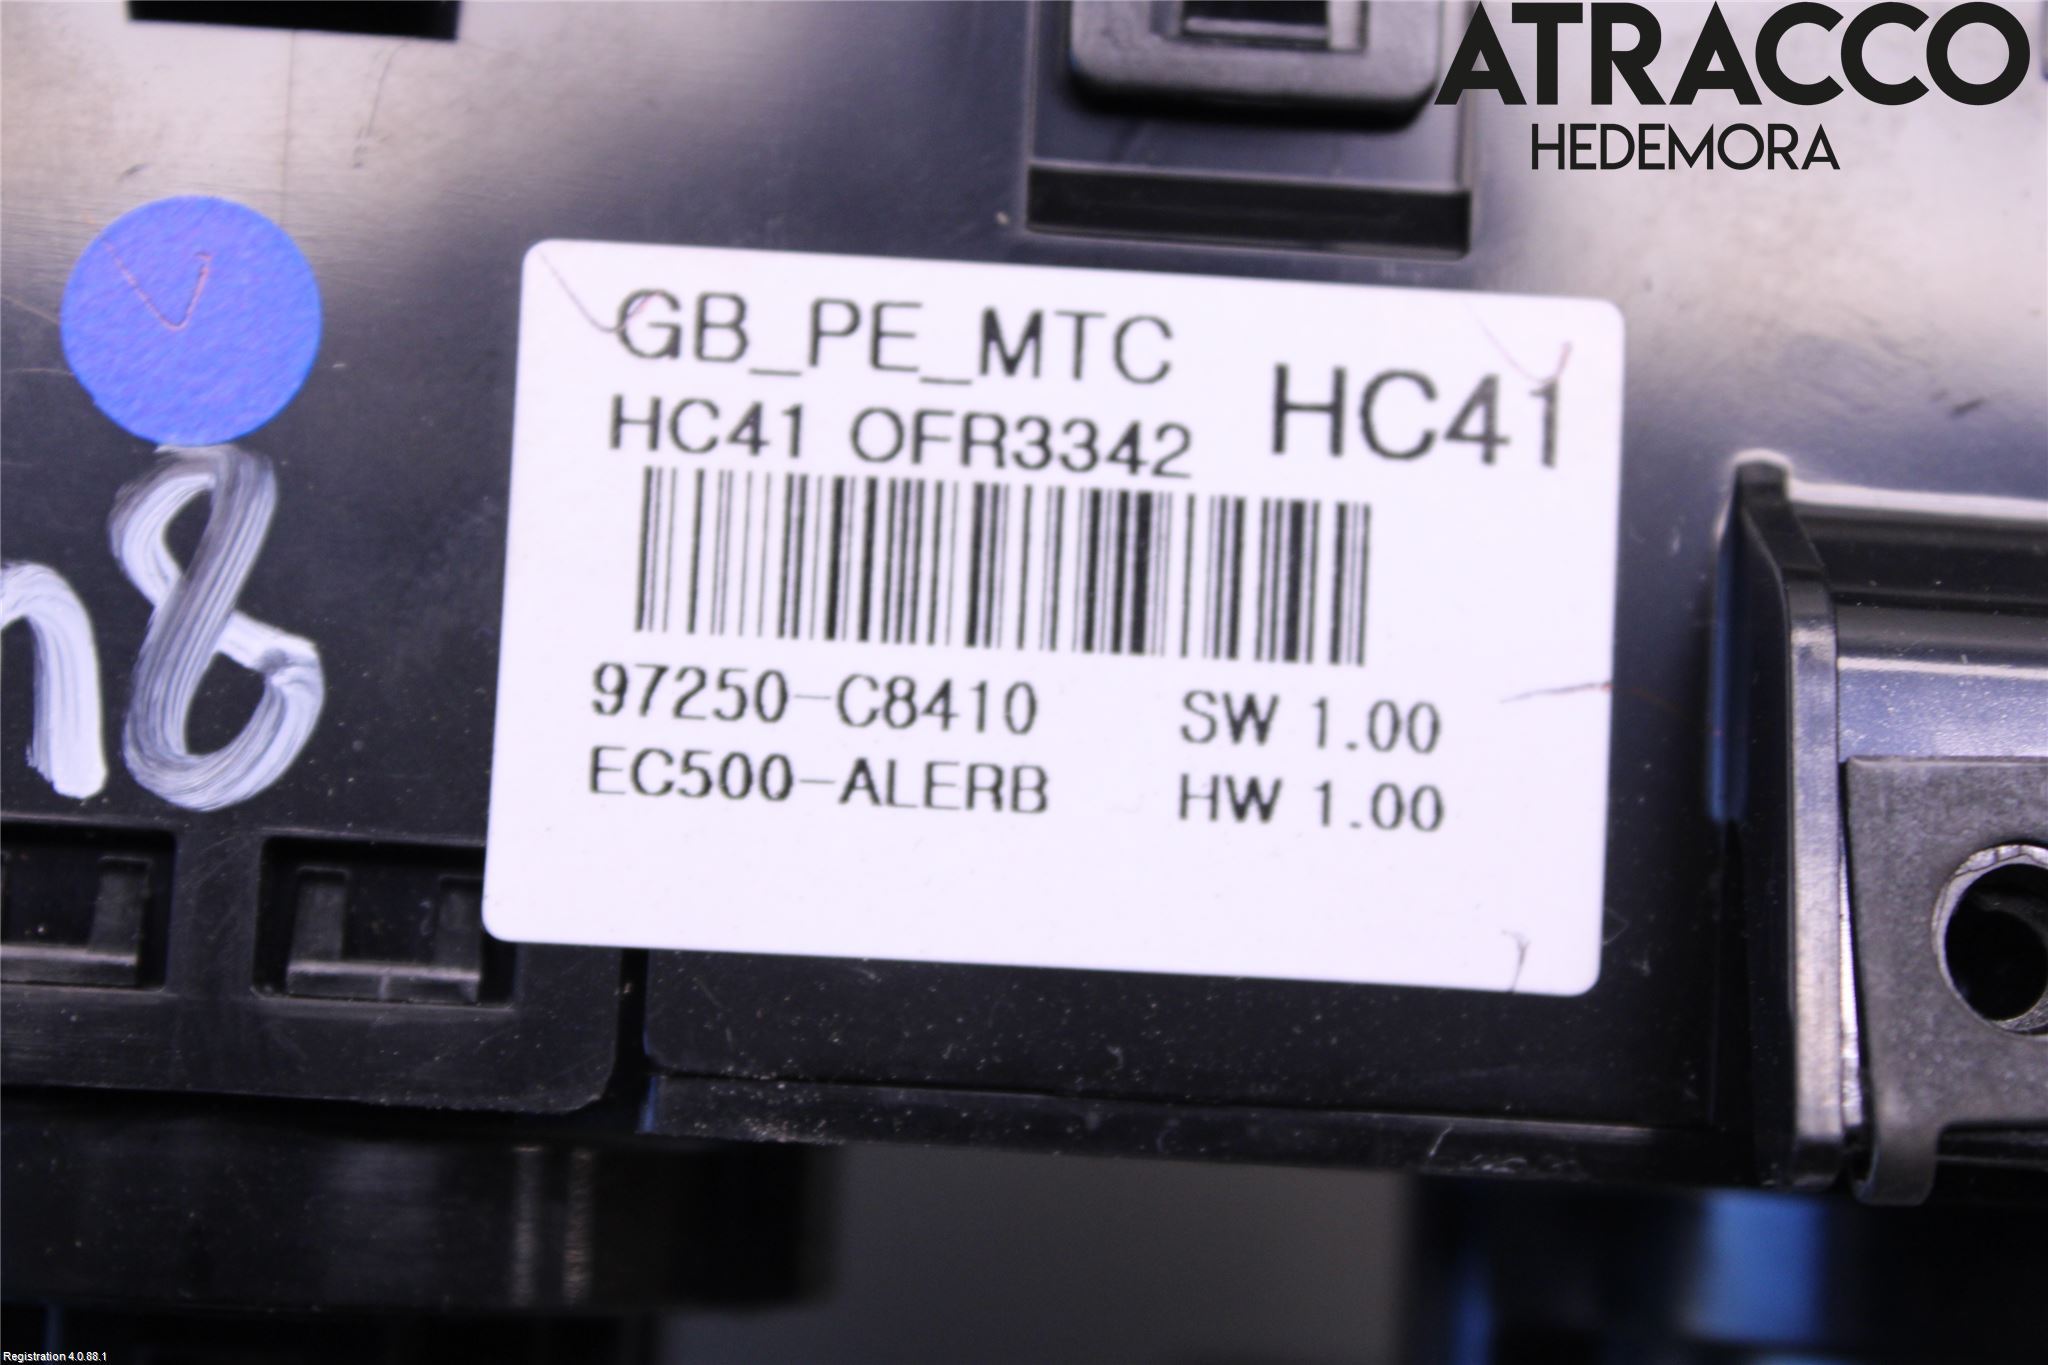 ATRACCO
HEDEMORA
GB_PE_MTC
HC41
HC41 OFR3342
97250-C8410 SW 1.00
EC500-ALERB HW 1.00
8
Registration 4.0.88.1